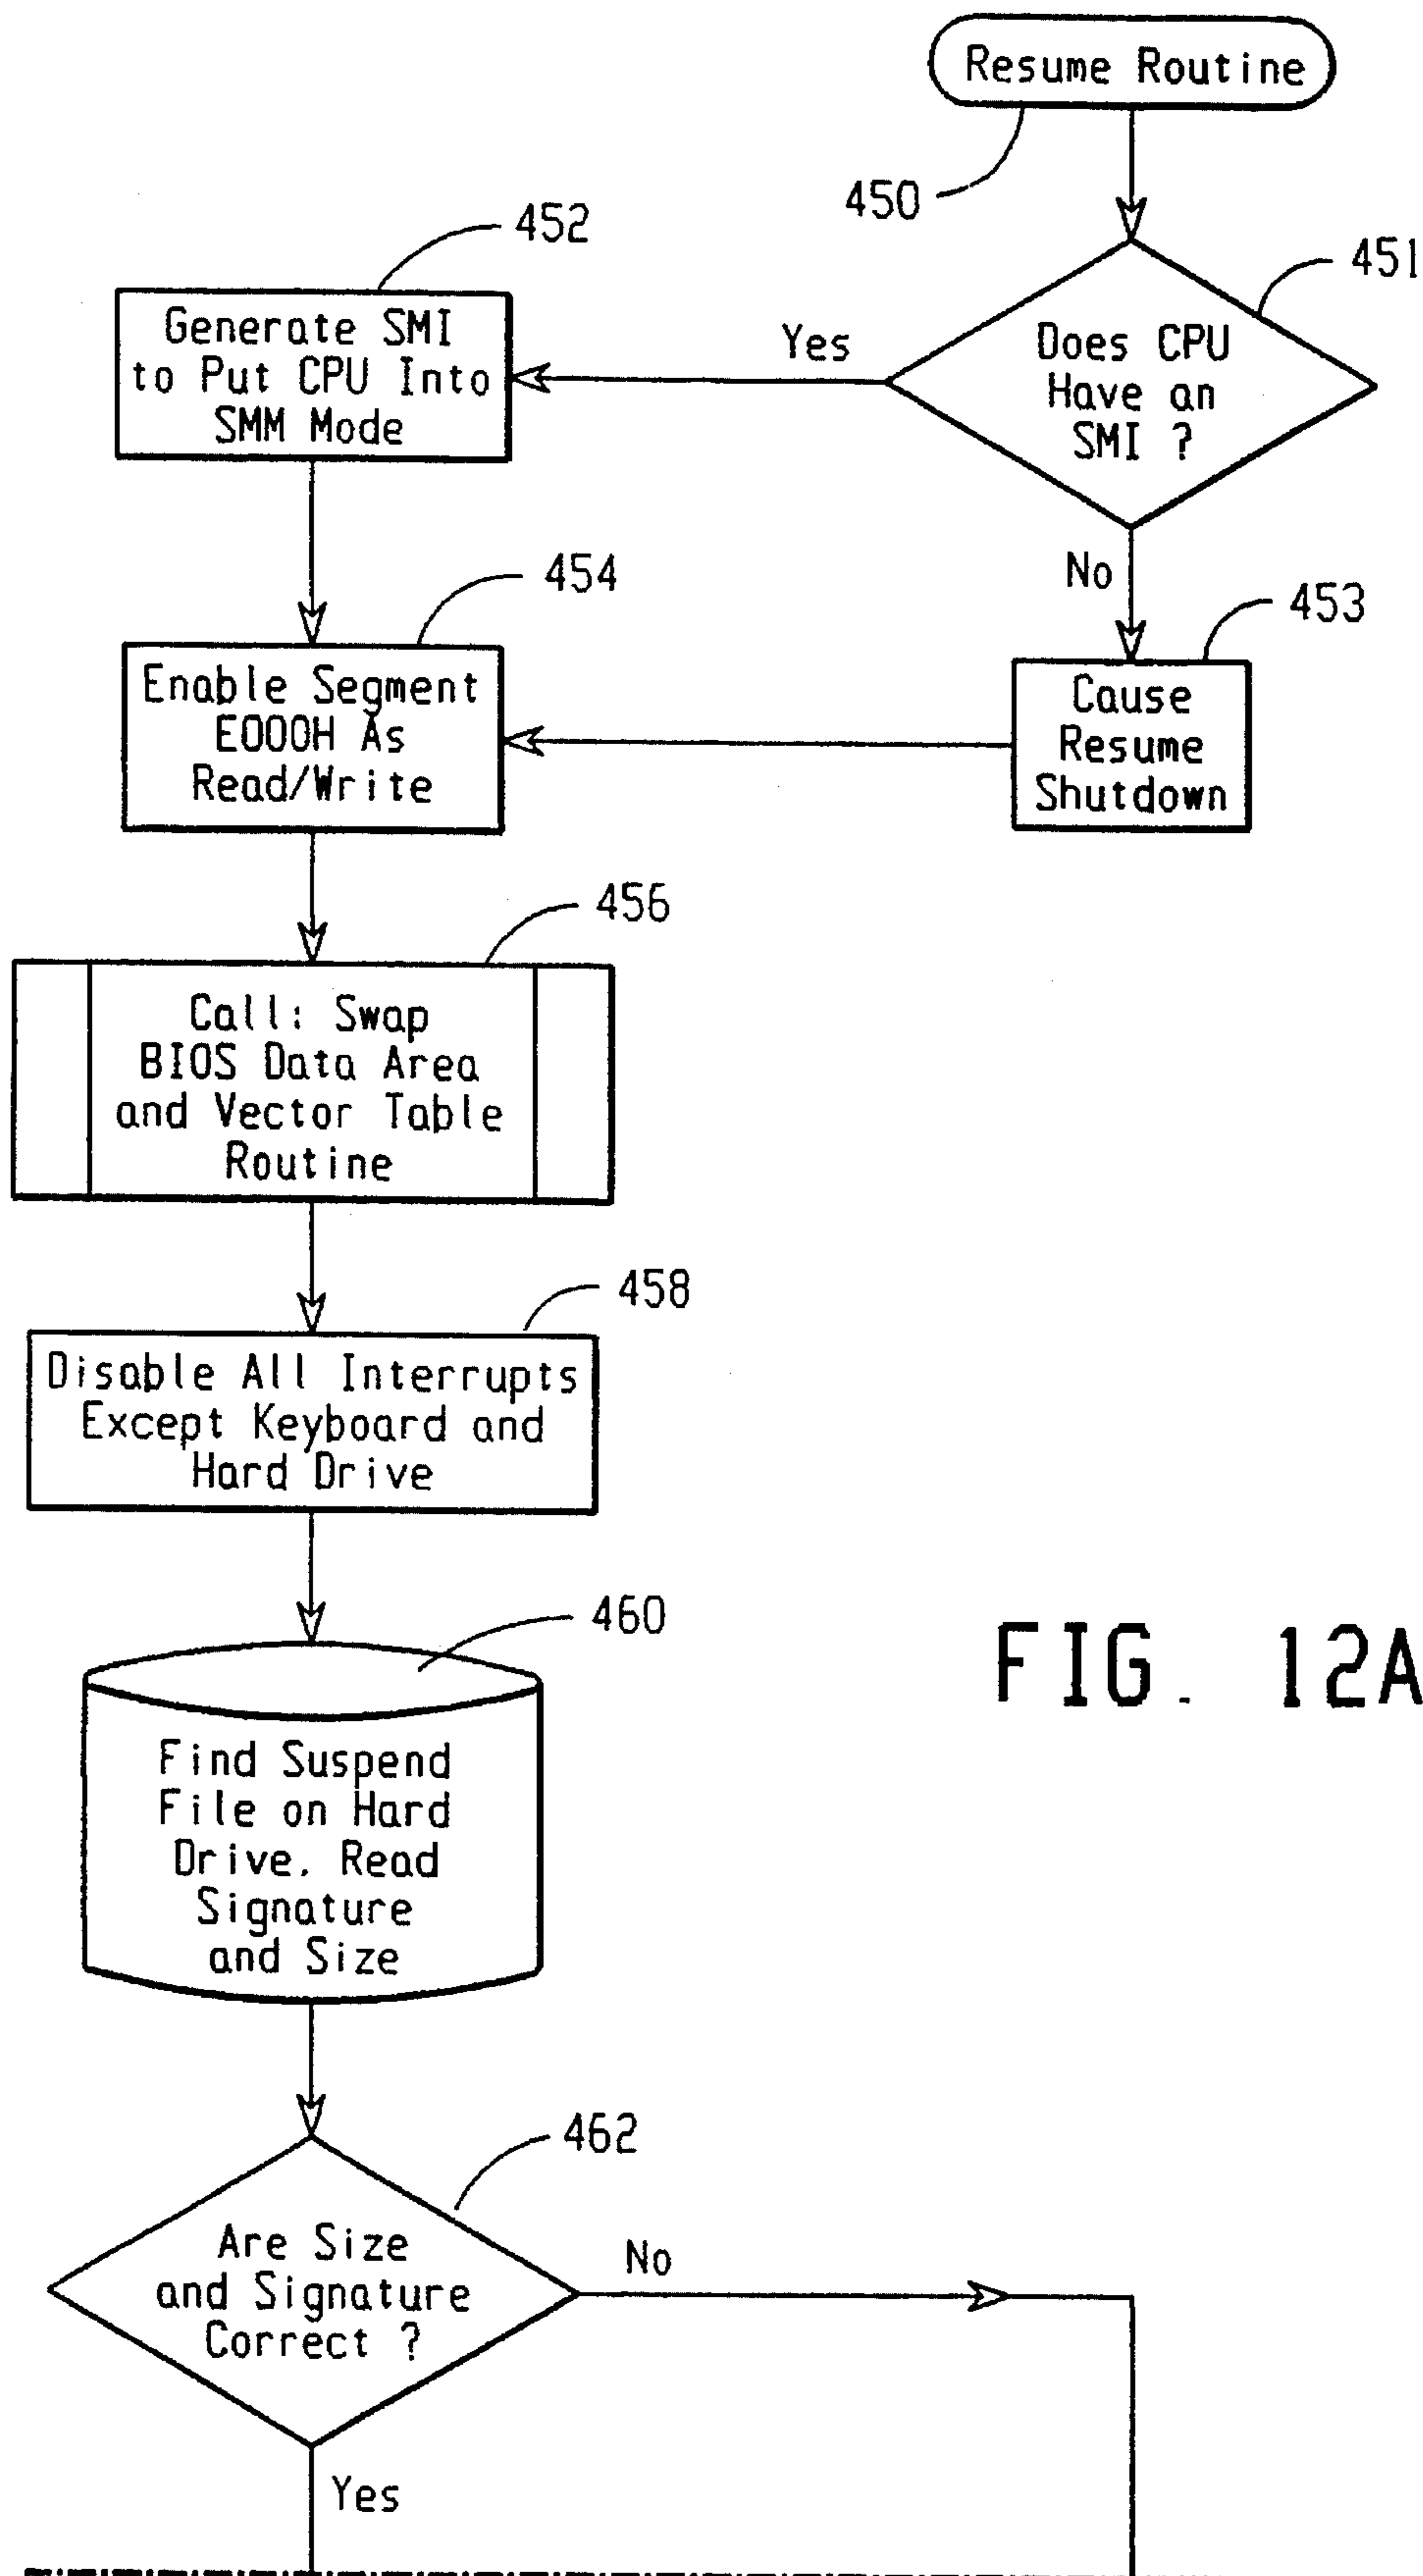 Resume Routine
450
451
Does CPU
Have an
SMI ?
Yes
No
452
Generate SMI
to Put CPU Into
SMM Mode
453
Cause
Resume
Shutdown
454
Enable Segment
E000H As
Read/Write
456
Call: Swap
BIOS Data Area
and Vector Table
Routine
458
Disable All Interrupts
Except Keyboard and
Hard Drive
460
Find Suspend
File on Hard
Drive. Read
Signature
and Size
FIG. 12A
462
Are Size
and Signature
Correct ?
No
Yes